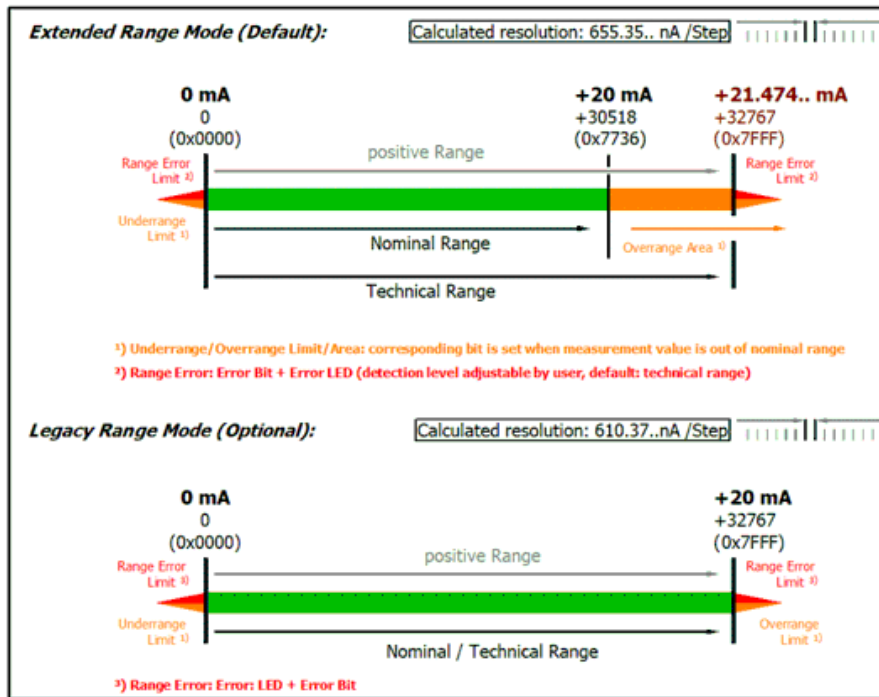 Extended Range Mode (Default):
Calculated resolution: 655.35.. nA /Step
0 mA
+20 mA
+21.474.. mA
0
+30518
+32767
(0x0000)
(0x7736)
(0x7FFF)
positive Range
Range Error
Limit ²)
Range Error
Limit ²)
Underrange
Limit ¹)
Nominal Range
Overrange Area ¹)
Technical Range
¹) Underrange/Overrange Limit/Area: corresponding bit is set when measurement value is out of nominal range
²) Range Error: Error Bit + Error LED (detection level adjustable by user, default: technical range)
Legacy Range Mode (Optional):
Calculated resolution: 610.37..nA /Step
0 mA
+20 mA
0
+32767
(0x0000)
(0x7FFF)
positive Range
Range Error
Limit ³)
Range Error
Limit ³)
Underrange
Limit ¹)
Overrange
Limit ¹)
Nominal / Technical Range
³) Range Error: Error: LED + Error Bit